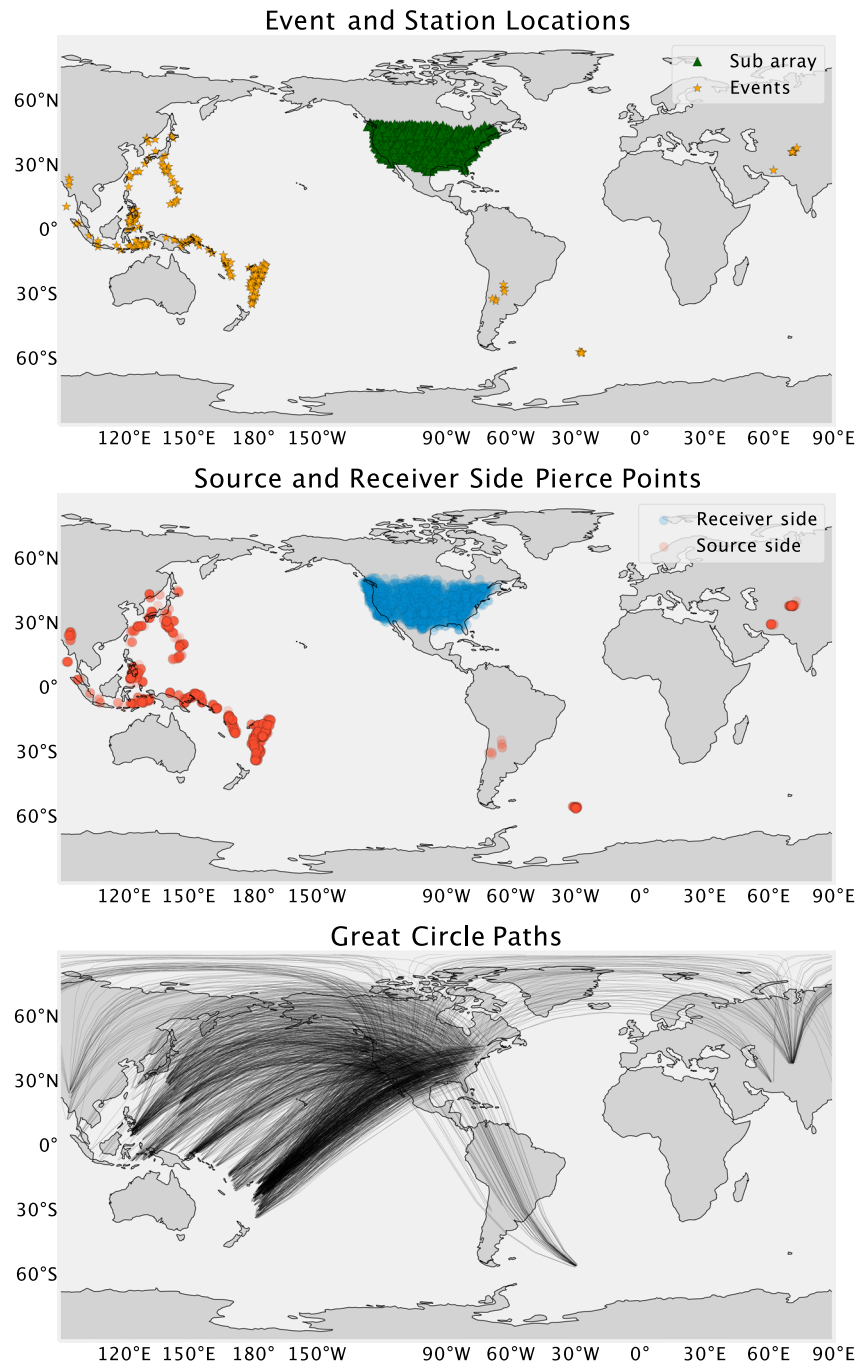 Event and Station Locations
Sub array
Events
60°N
30°N
0°
30°S
60°S
120°E 150°E 180° 150°W 90°W 60°W 30°W 0° 30°E 60°E 90°E
Source and Receiver Side Pierce Points
Receiver side
Source side
60°N
30°N
0°
30°S
60°S
120°E 150°E 180° 150°W 90°W 60°W 30°W 0° 30°E 60°E 90°E
Great Circle Paths
60°N
30°N
0°
30°S
60°S
120°E 150°E 180° 150°W 90°W 60°W 30°W 0° 30°E 60°E 90°E